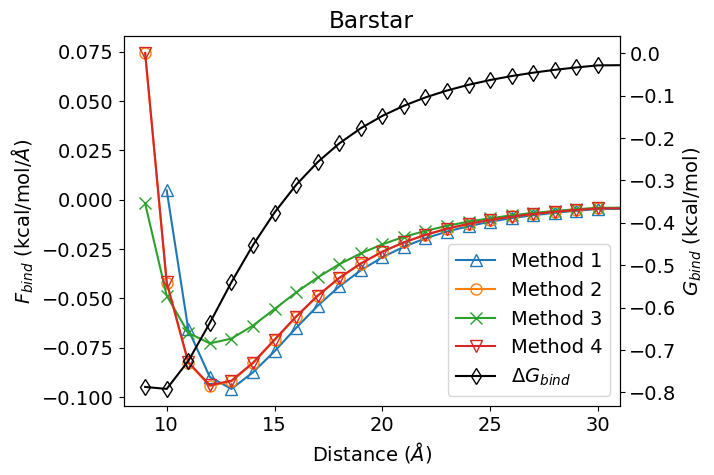 Barstar
F_bind (kcal/mol/Å)
0.075
0.050
0.025
0.000
−0.025
−0.050
−0.075
−0.100
0.0
−0.1
−0.2
−0.3
−0.4
−0.5
−0.6
−0.7
−0.8
G_bind (kcal/mol)
Method 1
Method 2
Method 3
Method 4
ΔG_bind
10
15
20
25
30
Distance (Å)